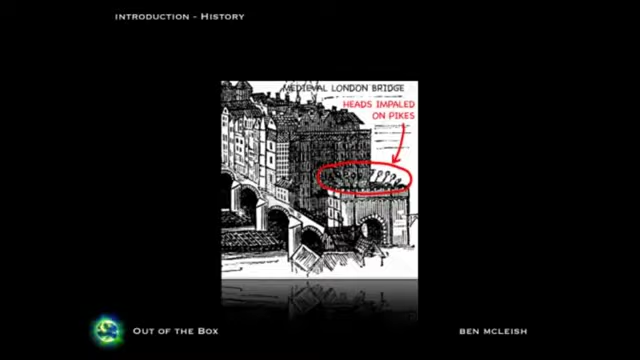 INTRODUCTION - HISTORY
MEDIEVAL LONDON BRIDGE
HEADS IMPALED
ON PIKES
OUT OF THE BOX
BEN MCLEISH